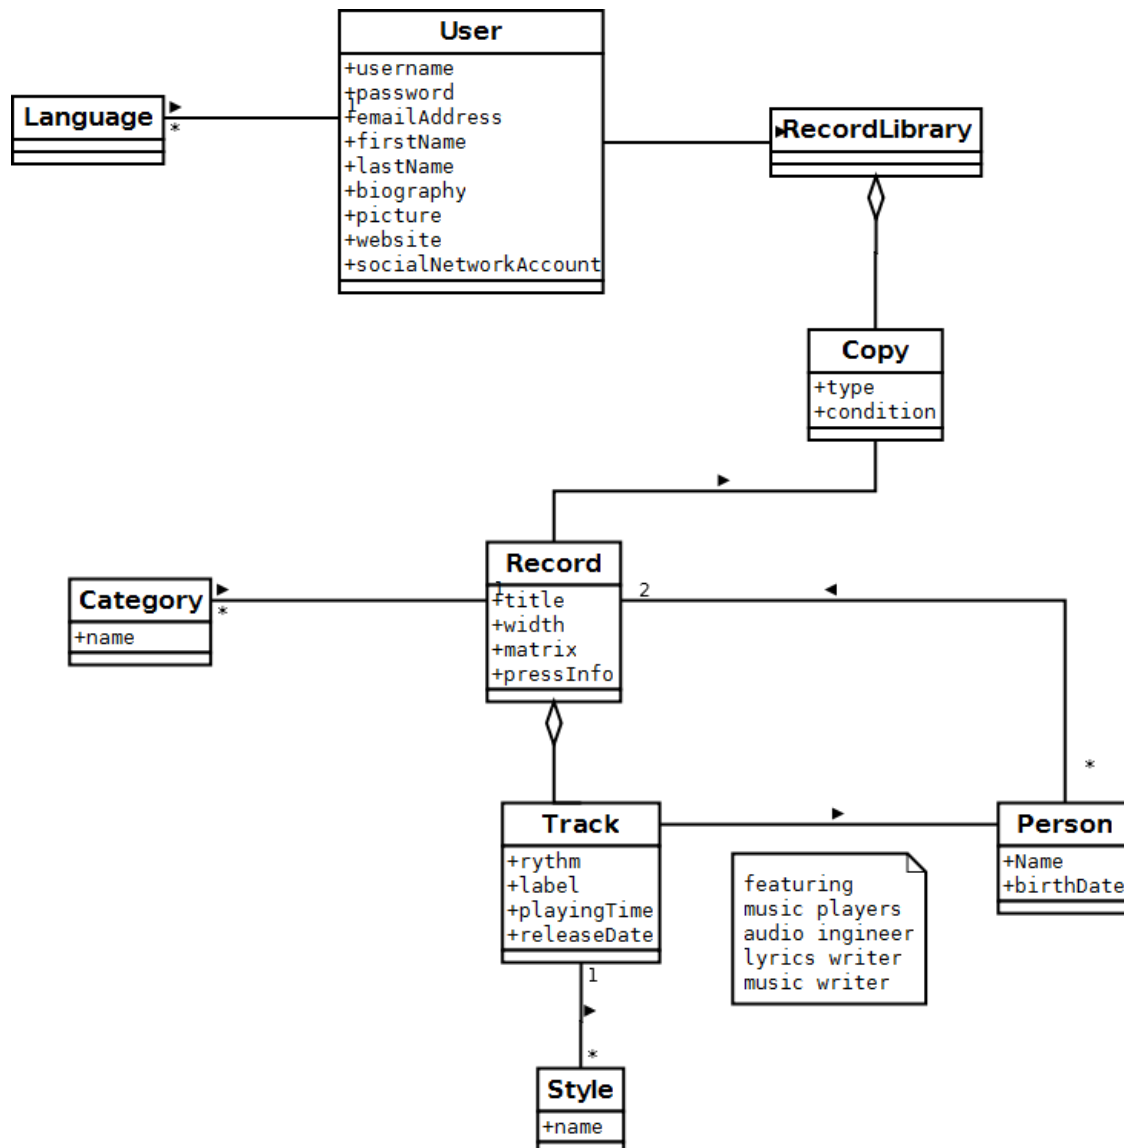 User
+username
+password
+emailAddress
+firstName
+lastName
+biography
+picture
+website
+socialNetworkAccount
1
Language
*
RecordLibrary
Copy
+type
+condition
Record
+title
+width
+matrix
+pressInfo
1
2
Category
+name
*
*
Track
+rythm
+label
+playingTime
+releaseDate
Person
+Name
+birthDate
featuring
music players
audio ingineer
lyrics writer
music writer
1
*
Style
+name